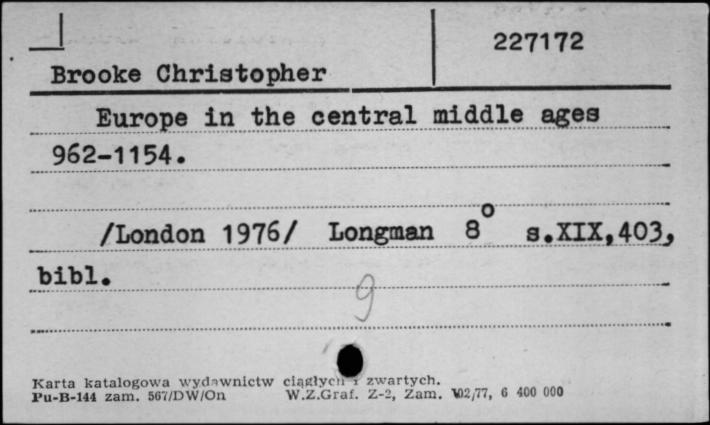 227172
Brooke Christopher
Europe in the central middle ages
962-1154.
/London 1976/ Longman 8° s.XIX,403,
bibl.
9
Karta katalogowa wydawnictw ciągłych i zwartych.
Pu-B-144 zam. 567/DW/On W.Z.Graf. Z-2, Zam. 102/77, 6 400 000